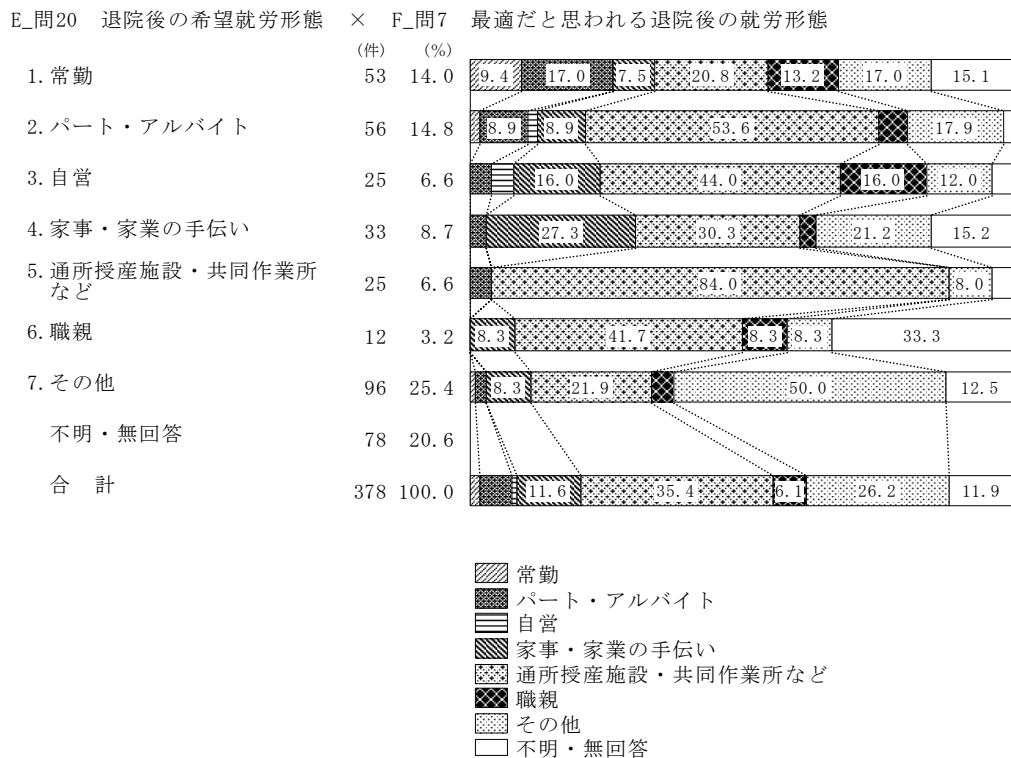 E_問20　退院後の希望就労形態　×　F_問7　最適だと思われる退院後の就労形態
(件)　(%)
1.常勤　53　14.0　9.4　17.0　7.5　20.8　13.2　17.0　15.1
2.パート・アルバイト　56　14.8　8.9　8.9　53.6　17.9
3.自営　25　6.6　16.0　44.0　16.0　12.0
4.家事・家業の手伝い　33　8.7　27.3　30.3　21.2　15.2
5.通所授産施設・共同作業所
など　25　6.6　84.0　8.0
6.職親　12　3.2　8.3　41.7　8.3　8.3　33.3
7.その他　96　25.4　8.3　21.9　50.0　12.5
不明・無回答　78　20.6
合　計　378　100.0　11.6　35.4　6.1　26.2　11.9
常勤
パート・アルバイト
自営
家事・家業の手伝い
通所授産施設・共同作業所など
職親
その他
不明・無回答